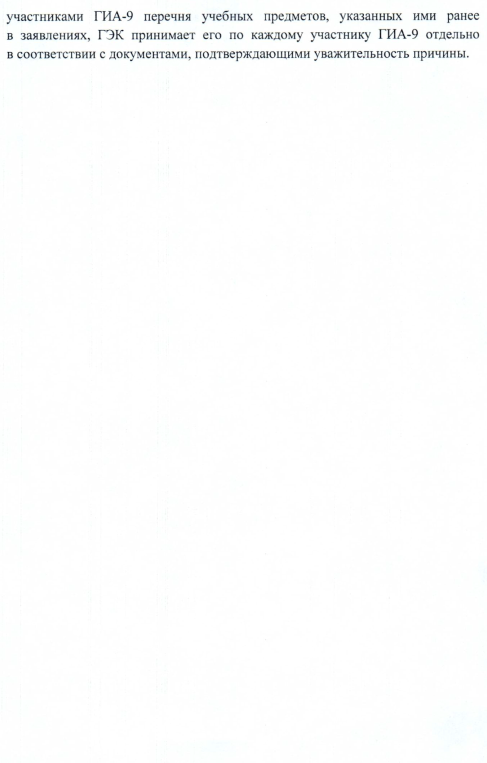 участниками ГИА-9 перечня учебных предметов, указанных ими ранее
в заявлениях, ГЭК принимает его по каждому участнику ГИА-9 отдельно
в соответствии с документами, подтверждающими уважительность причины.